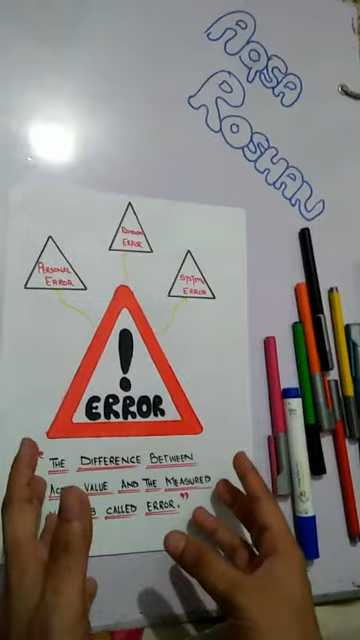 AQSA
ROSHAN
RANDOM
ERROR
PERSONAL
ERROR
SYSTEM
ERROR
!
ERROR
"THE DIFFERENCE BETWEEN
VALUE AND THE MEASURED
CALLED ERROR."